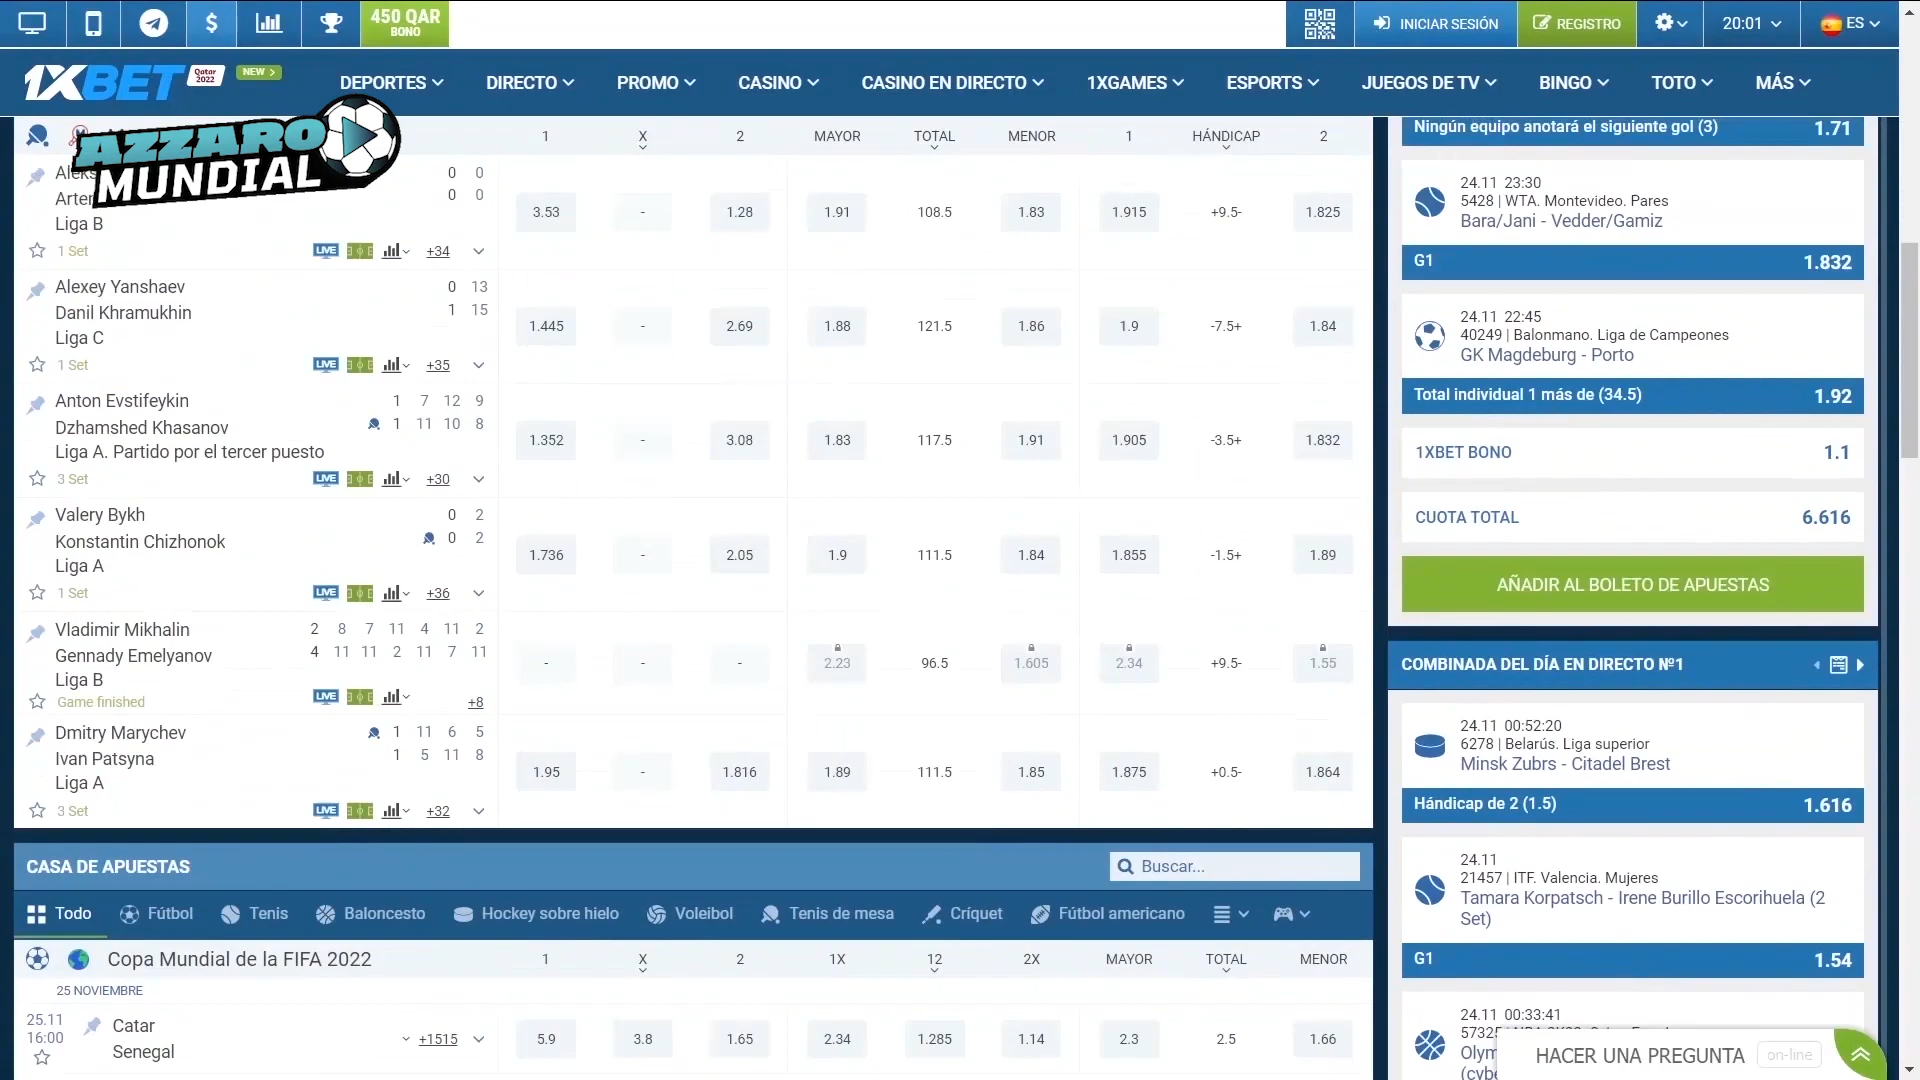 450 QAR
BONO
INICIAR SESIÓN
REGISTRO
20:01
ES
1XBET
Qatar
2022
NEW >
DEPORTES
DIRECTO
PROMO
CASINO
CASINO EN DIRECTO
1XGAMES
ESPORTS
JUEGOS DE TV
BINGO
TOTO
MÁS
AZZARO
MUNDIAL
1 X 2 MAYOR TOTAL MENOR 1 HÁNDICAP 2
Aleks 0 0
Arter 0 0
Liga B
3.53 - 1.28 1.91 108.5 1.83 1.915 +9.5- 1.825
1 Set LIVE +34
Alexey Yanshaev 0 13
Danil Khramukhin 1 15
Liga C
1.445 - 2.69 1.88 121.5 1.86 1.9 -7.5+ 1.84
1 Set LIVE +35
Anton Evstifeykin 1 7 12 9
Dzhamshed Khasanov 1 11 10 8
Liga A. Partido por el tercer puesto
1.352 - 3.08 1.83 117.5 1.91 1.905 -3.5+ 1.832
3 Set LIVE +30
Valery Bykh 0 2
Konstantin Chizhonok 0 2
Liga A
1.736 - 2.05 1.9 111.5 1.84 1.855 -1.5+ 1.89
1 Set LIVE +36
Vladimir Mikhalin 2 8 7 11 4 11 2
Gennady Emelyanov 4 11 11 2 11 7 11
Liga B
- - - 2.23 96.5 1.605 2.34 +9.5- 1.55
Game finished LIVE +8
Dmitry Marychev 1 11 6 5
Ivan Patsyna 1 5 11 8
Liga A
1.95 - 1.816 1.89 111.5 1.85 1.875 +0.5- 1.864
3 Set LIVE +32
CASA DE APUESTAS
Buscar...
Todo
Fútbol
Tenis
Baloncesto
Hockey sobre hielo
Voleibol
Tenis de mesa
Críquet
Fútbol americano
Copa Mundial de la FIFA 2022 1 X 2 1X 12 2X MAYOR TOTAL MENOR
25 NOVIEMBRE
25.11
16:00
Catar
Senegal
+1515
5.9 3.8 1.65 2.34 1.285 1.14 2.3 2.5 1.66
Ningún equipo anotará el siguiente gol (3) 1.71
24.11 23:30
5428 | WTA. Montevideo. Pares
Bara/Jani - Vedder/Gamiz
G1 1.832
24.11 22:45
40249 | Balonmano. Liga de Campeones
GK Magdeburg - Porto
Total individual 1 más de (34.5) 1.92
1XBET BONO 1.1
CUOTA TOTAL 6.616
AÑADIR AL BOLETO DE APUESTAS
COMBINADA DEL DÍA EN DIRECTO Nº1
24.11 00:52:20
6278 | Belarús. Liga superior
Minsk Zubrs - Citadel Brest
Hándicap de 2 (1.5) 1.616
24.11
21457 | ITF. Valencia. Mujeres
Tamara Korpatsch - Irene Burillo Escorihuela (2
Set)
G1 1.54
24.11 00:33:41
57325
Olym
(cybe
HACER UNA PREGUNTA
on-line